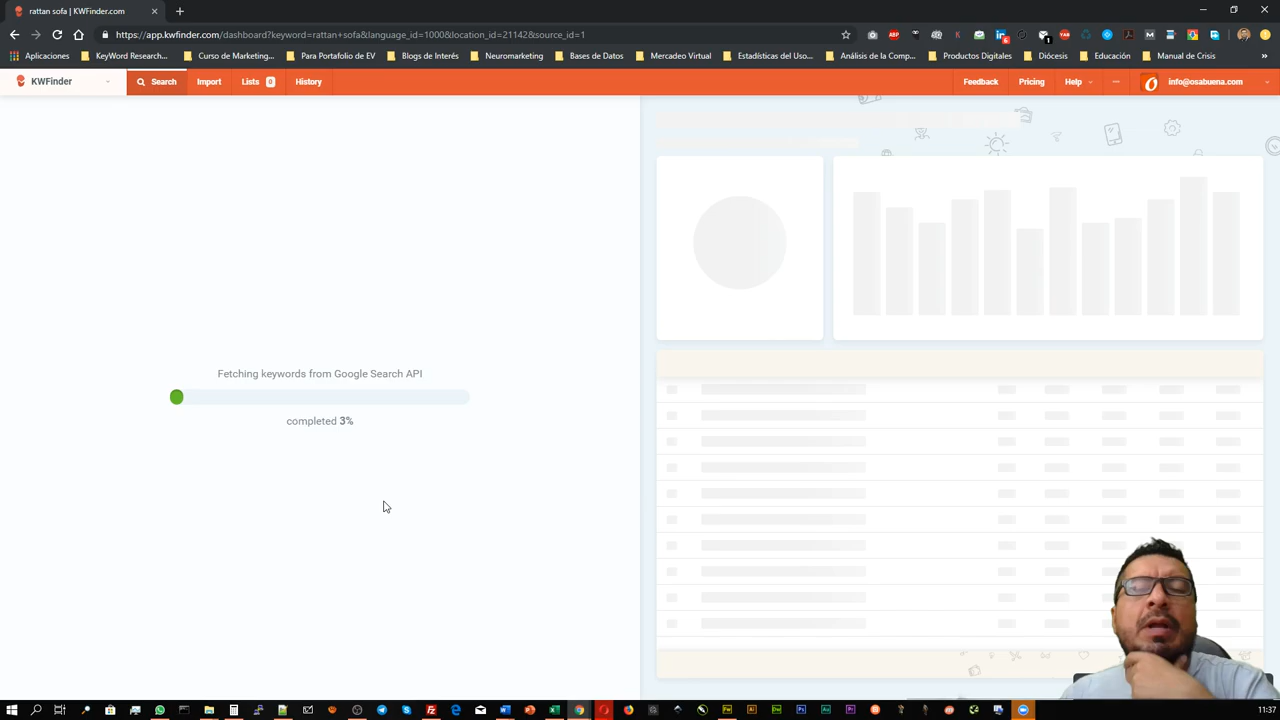 rattan sofa | KWFinder.com
https://app.kwfinder.com/dashboard?keyword=rattan+sofa&language_id=1000&location_id=21142&source_id=1
Aplicaciones KeyWord Research... Curso de Marketing... Para Portafolio de EV Blogs de Interés Neuromarketing Bases de Datos Mercadeo Virtual Estadísticas del Uso... Análisis de la Comp... Productos Digitales Diócesis Educación Manual de Crisis
KWFinder Search Import Lists 0 History Feedback Pricing Help info@osabuena.com
Fetching keywords from Google Search API
completed 3%
11:37